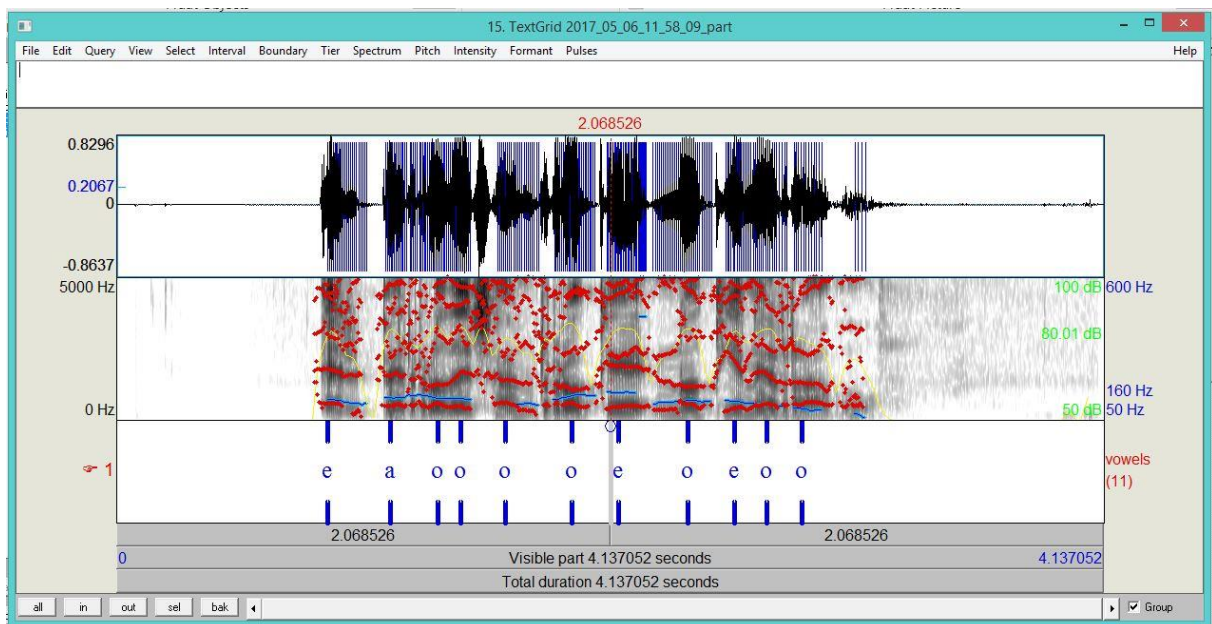 15. TextGrid 2017_05_06_11_58_09_part
File Edit Query View Select Interval Boundary Tier Spectrum Pitch Intensity Formant Pulses Help
2.068526
0.8296
0.2067
0
-0.8637
5000 Hz 100 dB 600 Hz
80.01 dB
160 Hz
0 Hz 50 dB 50 Hz
1 e a o o o o e o e o o vowels
(11)
2.068526 2.068526
0 Visible part 4.137052 seconds 4.137052
Total duration 4.137052 seconds
all in out sel bak Group